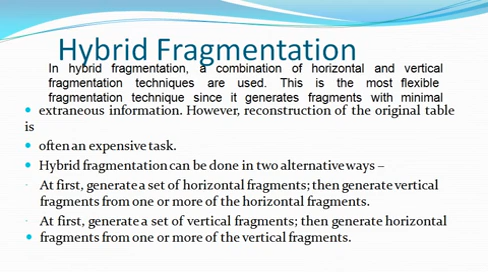 Hybrid Fragmentation
In hybrid fragmentation, a combination of horizontal and vertical
fragmentation techniques are used. This is the most flexible
fragmentation technique since it generates fragments with minimal
• extraneous information. However, reconstruction of the original table
is
• often an expensive task.
• Hybrid fragmentation can be done in two alternative ways –
· At first, generate a set of horizontal fragments; then generate vertical
fragments from one or more of the horizontal fragments.
· At first, generate a set of vertical fragments; then generate horizontal
• fragments from one or more of the vertical fragments.